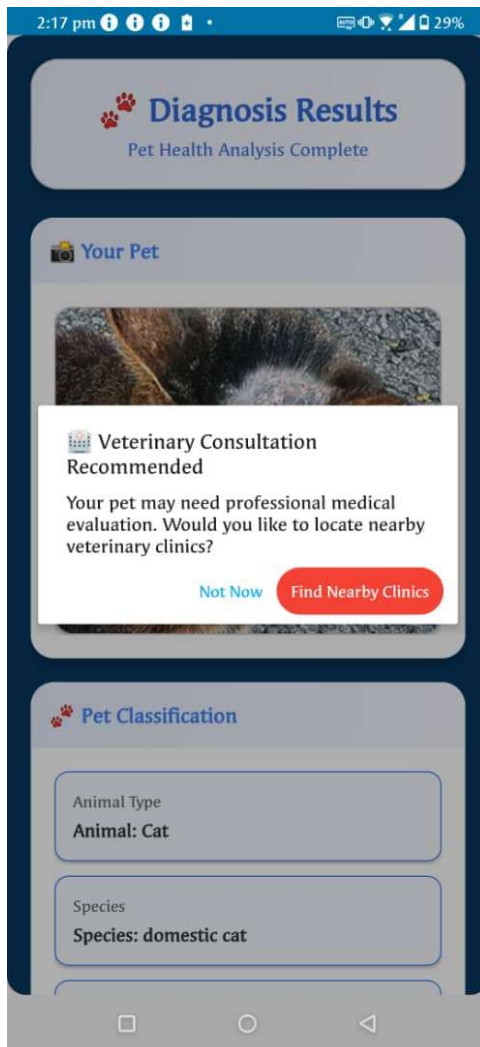 2:17 pm
29%
Diagnosis Results
Pet Health Analysis Complete
Your Pet
Veterinary Consultation
Recommended
Your pet may need professional medical
evaluation. Would you like to locate nearby
veterinary clinics?
Not Now Find Nearby Clinics
Pet Classification
Animal Type
Animal: Cat
Species
Species: domestic cat